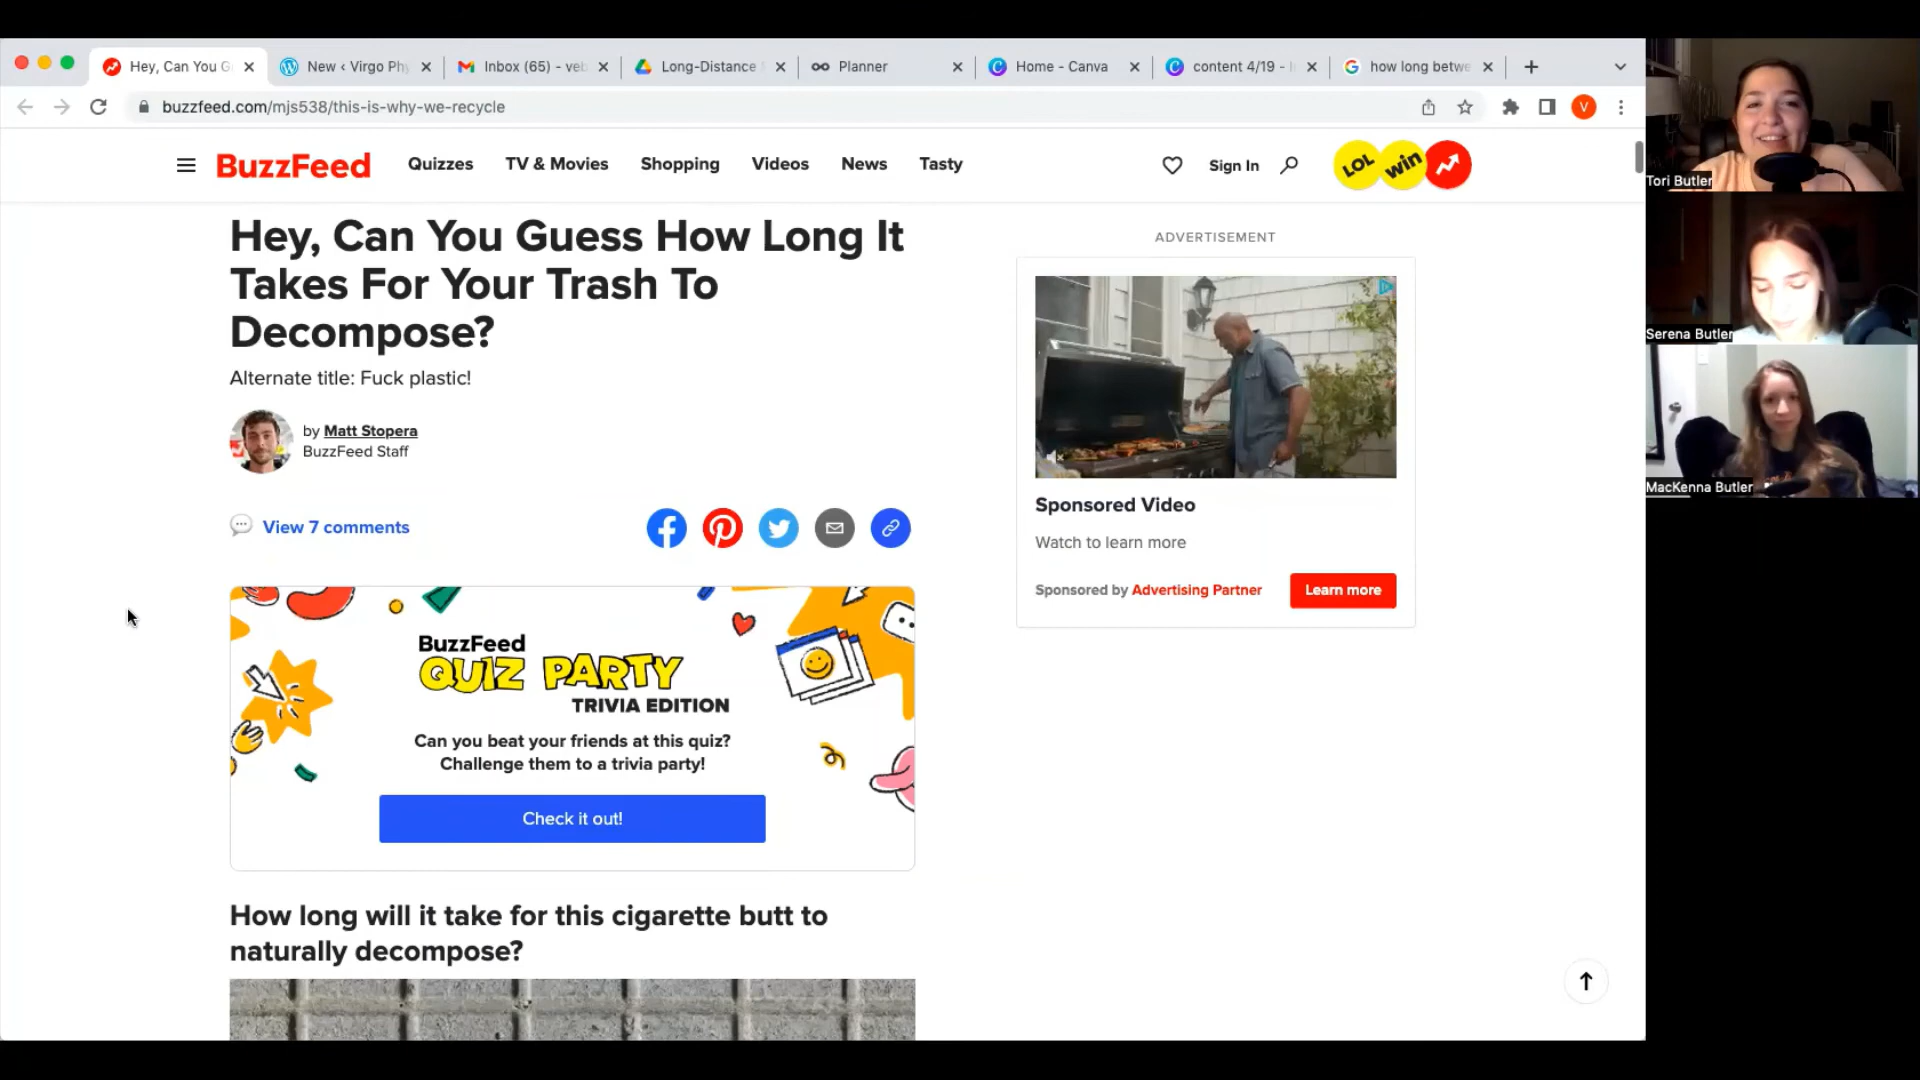 Hey, Can You G
New ‹ Virgo Phy
Inbox (65) - veb
Long-Distance
Planner
Home - Canva
content 4/19 -
how long betwe
buzzfeed.com/mjs538/this-is-why-we-recycle
V
BuzzFeed
Quizzes
TV & Movies
Shopping
Videos
News
Tasty
Sign In
LOL
win
Hey, Can You Guess How Long It
Takes For Your Trash To
Decompose?
Alternate title: Fuck plastic!
by Matt Stopera
BuzzFeed Staff
View 7 comments
BuzzFeed
QUIZ PARTY
TRIVIA EDITION
Can you beat your friends at this quiz?
Challenge them to a trivia party!
Check it out!
How long will it take for this cigarette butt to
naturally decompose?
ADVERTISEMENT
Sponsored Video
Watch to learn more
Sponsored by Advertising Partner
Learn more
Tori Butler
Serena Butler
MacKenna Butler